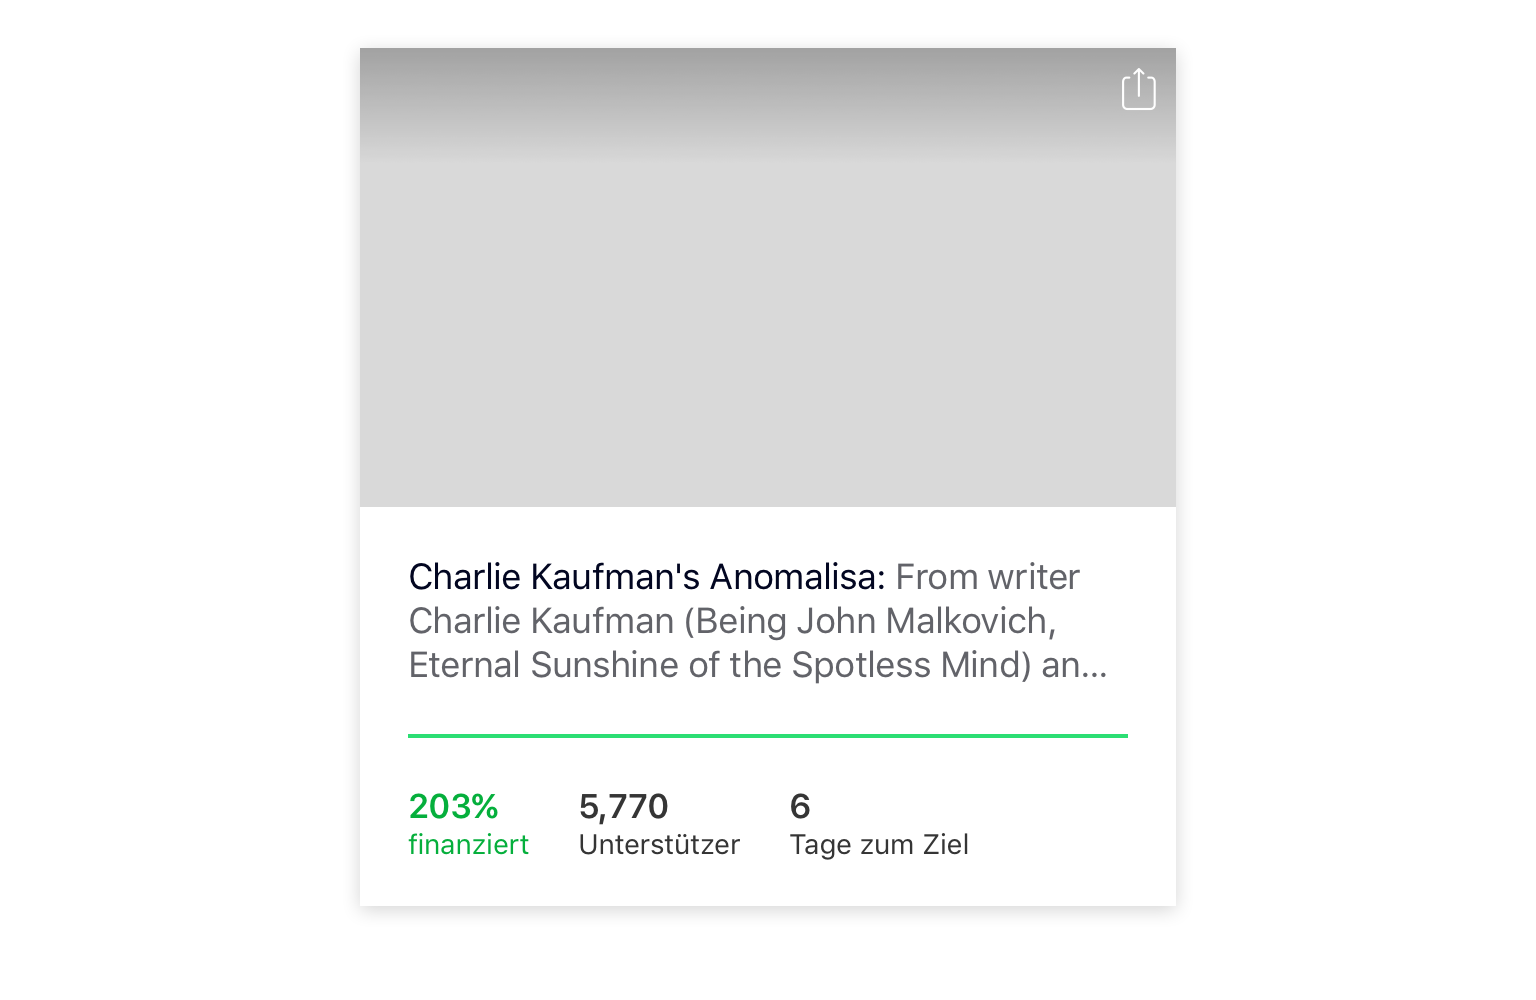 Charlie Kaufman's Anomalisa: From writer
Charlie Kaufman (Being John Malkovich,
Eternal Sunshine of the Spotless Mind) an…
203%
finanziert
5,770
Unterstützer
6
Tage zum Ziel